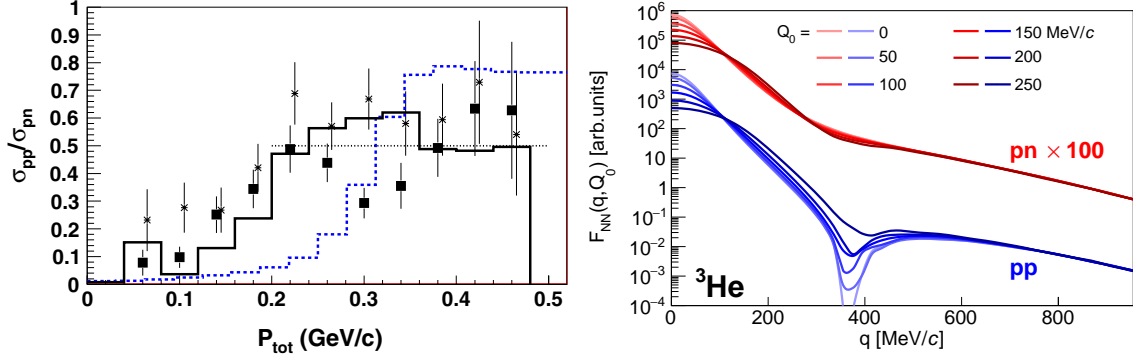 σpp/σpn
1
0.9
0.8
0.7
0.6
0.5
0.4
0.3
0.2
0.1
0
0 0.1 0.2 0.3 0.4 0.5
Ptot (GeV/c)
FNN(q,Q0) [arb.units]
10^6
10^5
10^4
10^3
10^2
10
1
10^−1
10^−2
10^−3
10^−4
Q0 = 0 150 MeV/c
50 200
100 250
pn × 100
pp
3He
0 200 400 600 800
q [MeV/c]